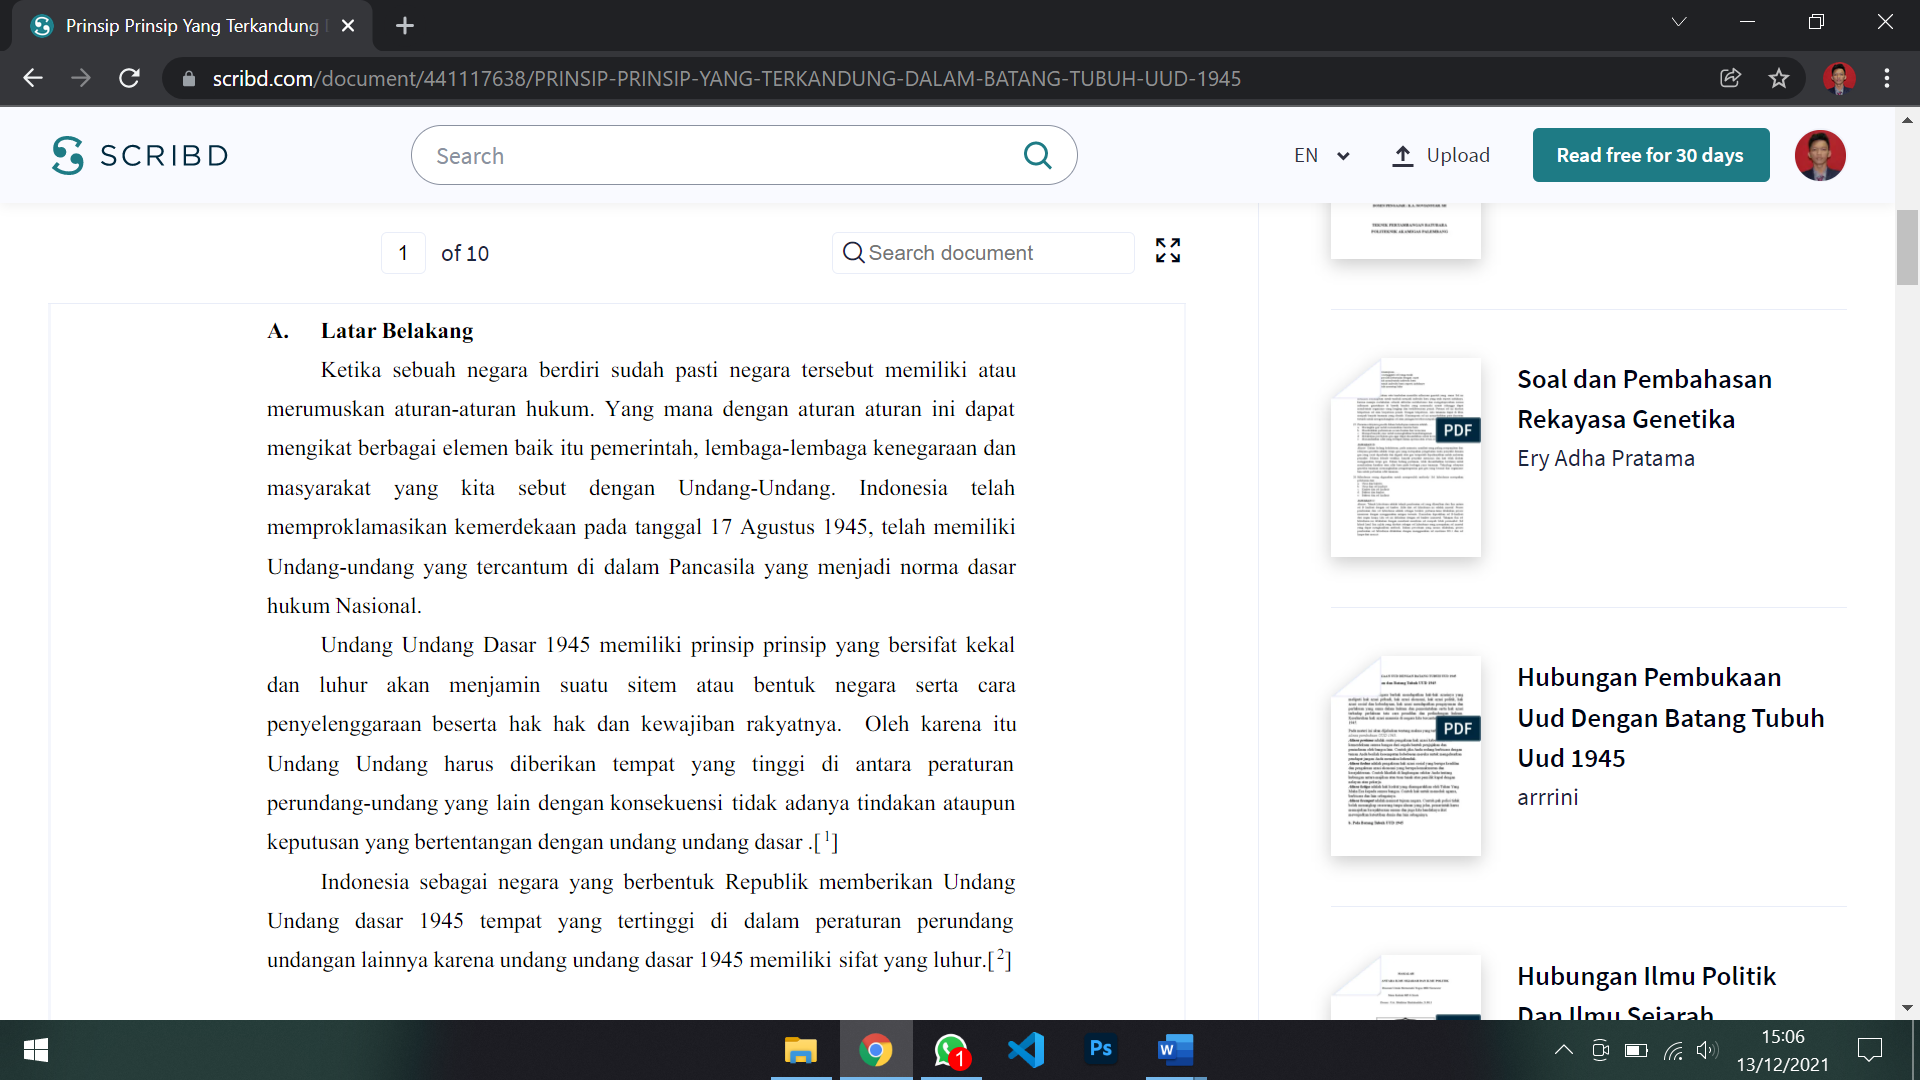 Prinsip Prinsip Yang Terkandung
scribd.com/document/441117638/PRINSIP-PRINSIP-YANG-TERKANDUNG-DALAM-BATANG-TUBUH-UUD-1945
SCRIBD
Search
EN
Upload
Read free for 30 days
1 of 10
Search document
A. Latar Belakang
Ketika sebuah negara berdiri sudah pasti negara tersebut memiliki atau
merumuskan aturan-aturan hukum. Yang mana dengan aturan aturan ini dapat
mengikat berbagai elemen baik itu pemerintah, lembaga-lembaga kenegaraan dan
masyarakat yang kita sebut dengan Undang-Undang. Indonesia telah
memproklamasikan kemerdekaan pada tanggal 17 Agustus 1945, telah memiliki
Undang-undang yang tercantum di dalam Pancasila yang menjadi norma dasar
hukum Nasional.
Undang Undang Dasar 1945 memiliki prinsip prinsip yang bersifat kekal
dan luhur akan menjamin suatu sitem atau bentuk negara serta cara
penyelenggaraan beserta hak hak dan kewajiban rakyatnya. Oleh karena itu
Undang Undang harus diberikan tempat yang tinggi di antara peraturan
perundang-undang yang lain dengan konsekuensi tidak adanya tindakan ataupun
keputusan yang bertentangan dengan undang undang dasar .[1]
Indonesia sebagai negara yang berbentuk Republik memberikan Undang
Undang dasar 1945 tempat yang tertinggi di dalam peraturan perundang
undangan lainnya karena undang undang dasar 1945 memiliki sifat yang luhur.[2]
PDF
Soal dan Pembahasan
Rekayasa Genetika
Ery Adha Pratama
PDF
Hubungan Pembukaan
Uud Dengan Batang Tubuh
Uud 1945
arrrini
Hubungan Ilmu Politik
Dan Ilmu Sejarah
1
Ps
W
15:06
13/12/2021